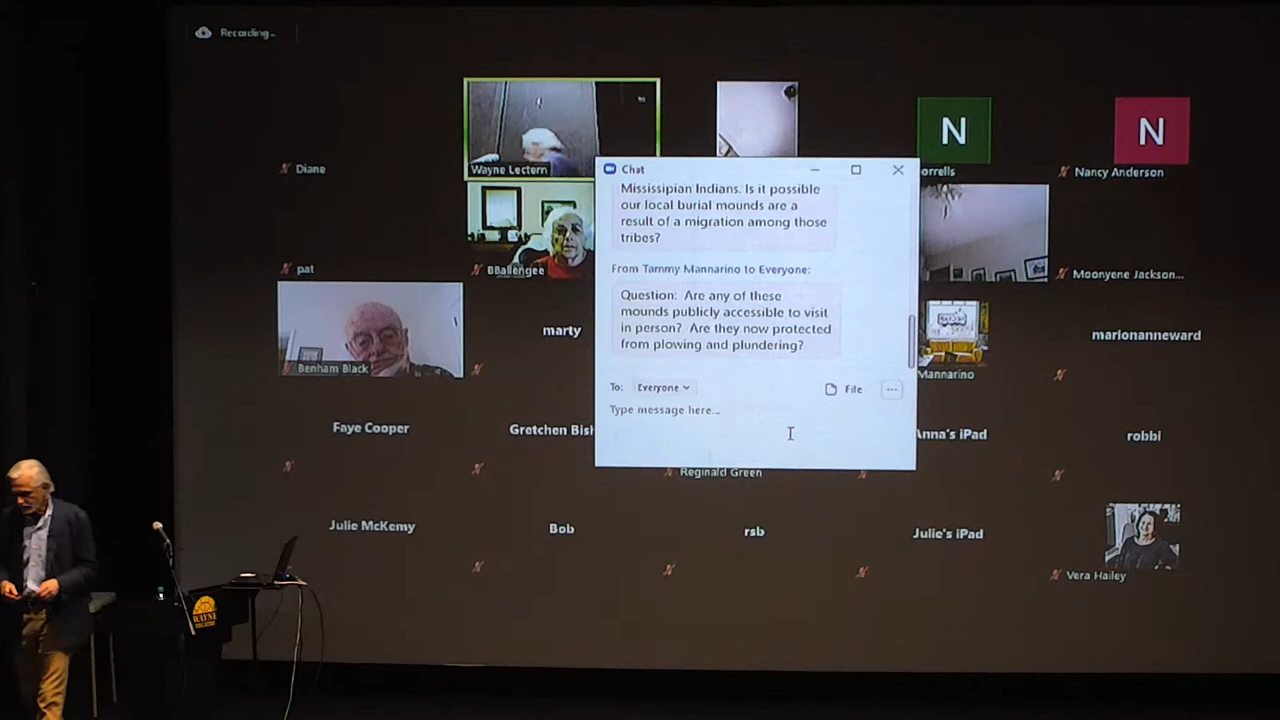 Recording...
N
N
Diane
Wayne Lectern
orrells
Nancy Anderson
Chat
Mississipian Indians. Is it possible
our local burial mounds are a
result of a migration among those
tribes?
From Tammy Mannarino to Everyone:
Question: Are any of these
mounds publicly accessible to visit
in person? Are they now protected
from plowing and plundering?
To: Everyone
File
...
Type message here...
pat
BBallengee
Moonyene Jackson...
Benham Black
marty
Mannarino
marionanneward
Faye Cooper
Gretchen Bish
Anna's iPad
robbi
Reginald Green
Julie McKemy
Bob
rsb
Julie's iPad
Vera Hailey
WAYNE
THEATRE